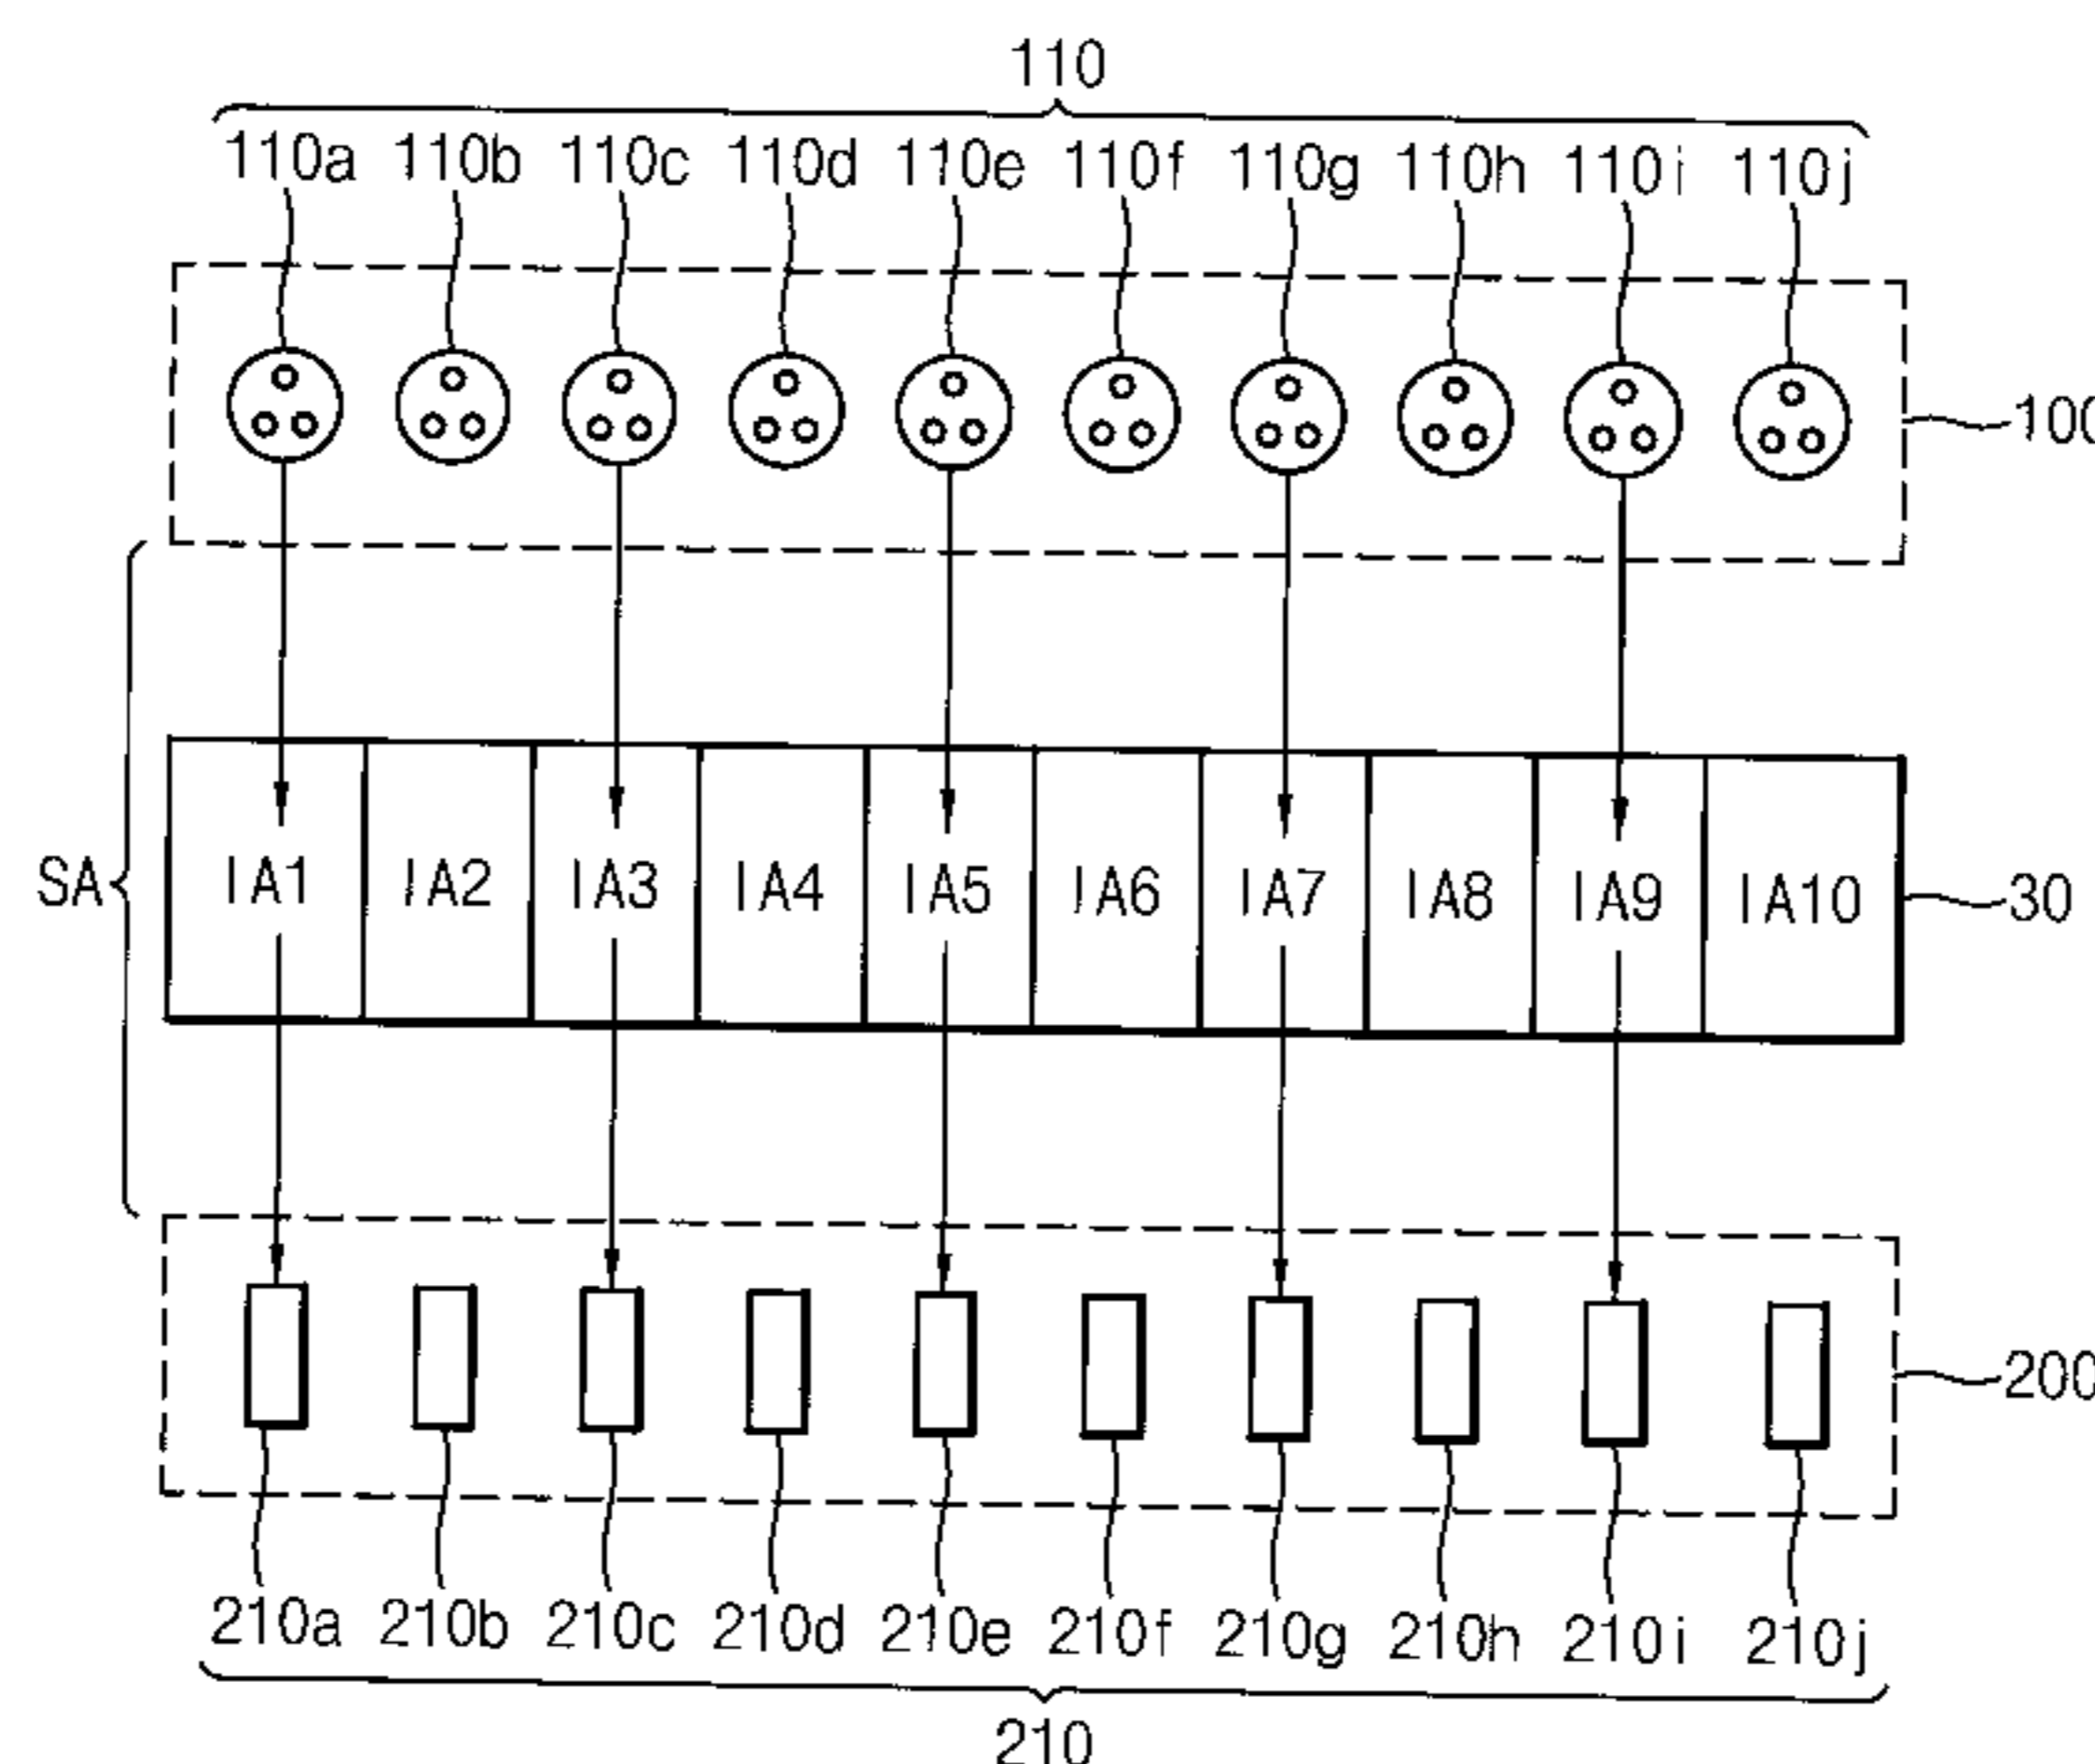 110
110a 110b 110c 110d 110e 110f 110g 110h 110i 110j
100
SA IA1 IA2 IA3 IA4 IA5 IA6 IA7 IA8 IA9 IA10 30
200
210a 210b 210c 210d 210e 210f 210g 210h 210i 210j
210